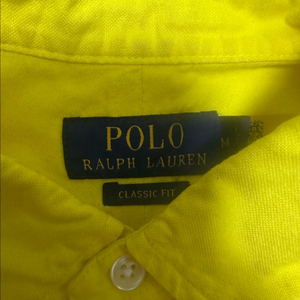 POLO
RALPH LAUREN
M
CLASSIC FIT